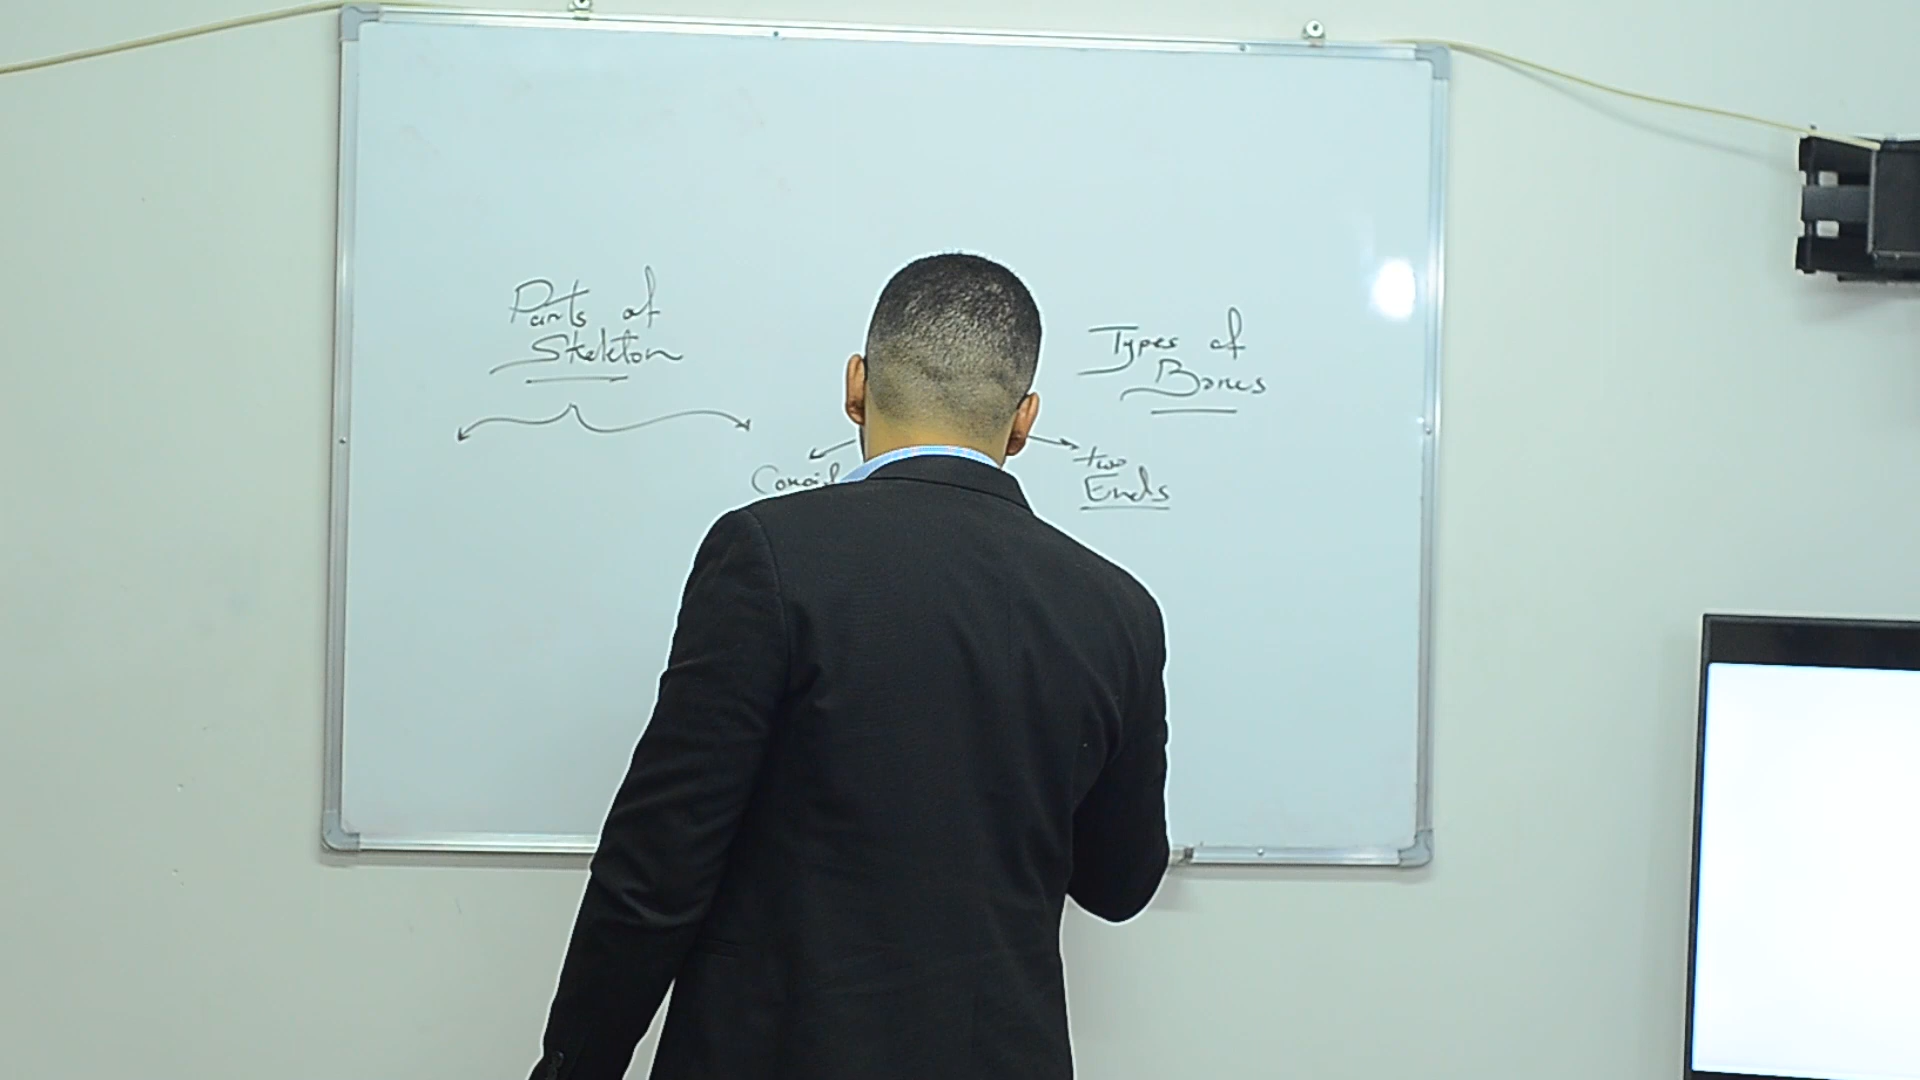 Parts of
Skeleton
Types of
Bones
two
Ends